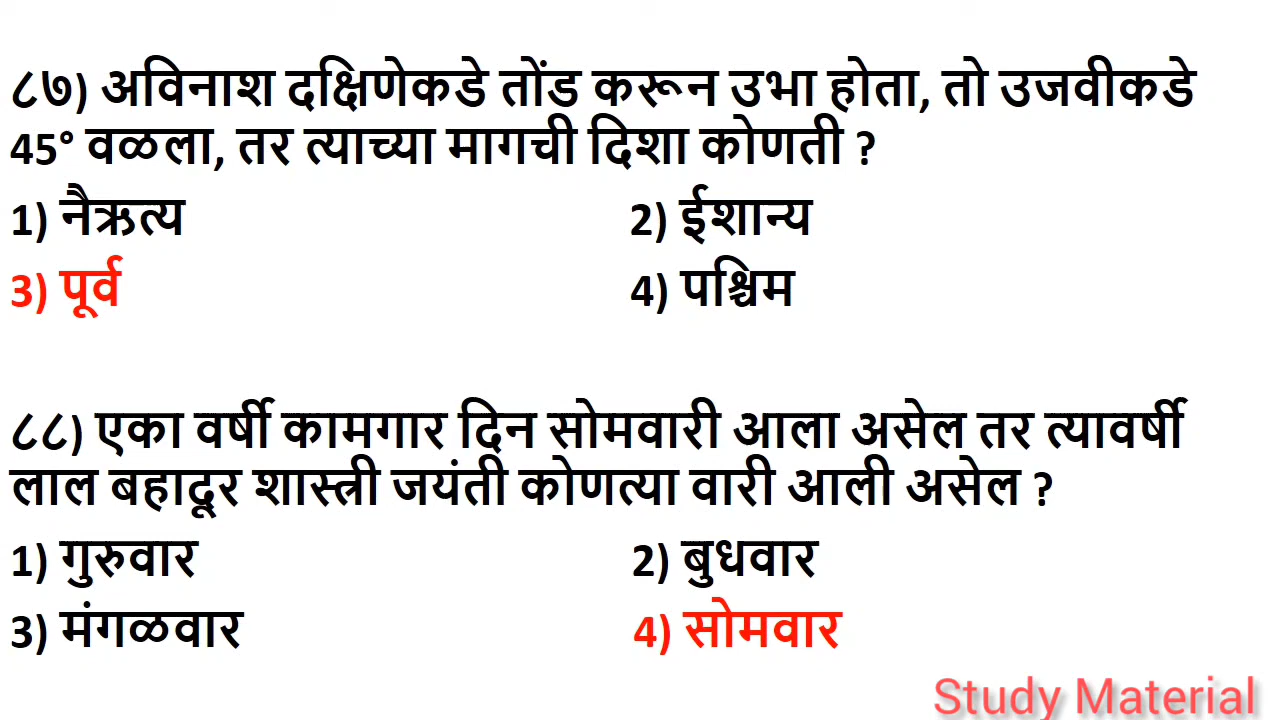 ८७) अविनाश दक्षिणेकडे तोंड करून उभा होता, तो उजवीकडे
45° वळला, तर त्याच्या मागची दिशा कोणती ?
1) नैऋत्य 2) ईशान्य
3) पूर्व 4) पश्चिम
८८) एका वर्षी कामगार दिन सोमवारी आला असेल तर त्यावर्षी
लाल बहादूर शास्त्री जयंती कोणत्या वारी आली असेल ?
1) गुरुवार 2) बुधवार
3) मंगळवार 4) सोमवार
Study Material